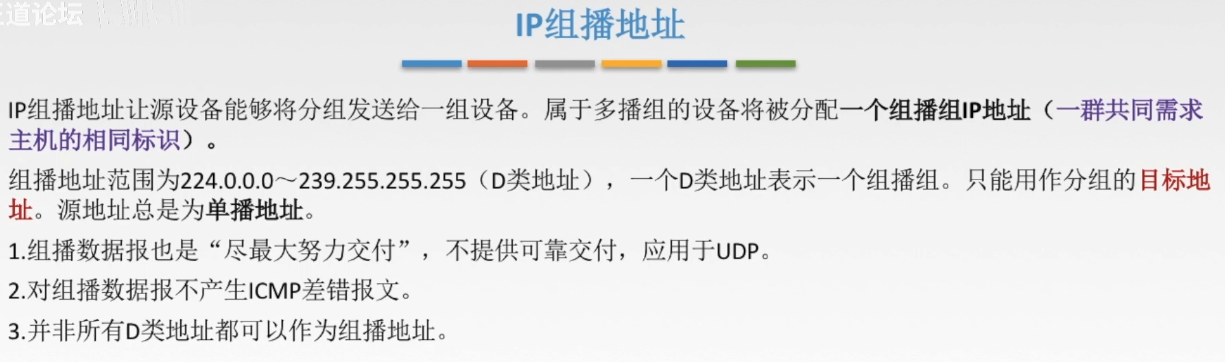 王道论坛
IP组播地址
IP组播地址让源设备能够将分组发送给一组设备。属于多播组的设备将被分配一个组播组IP地址（一群共同需求
主机的相同标识）。
组播地址范围为224.0.0.0～239.255.255.255（D类地址），一个D类地址表示一个组播组。只能用作分组的目标地
址。源地址总是为单播地址。
1.组播数据报也是“尽最大努力交付”，不提供可靠交付，应用于UDP。
2.对组播数据报不产生ICMP差错报文。
3.并非所有D类地址都可以作为组播地址。